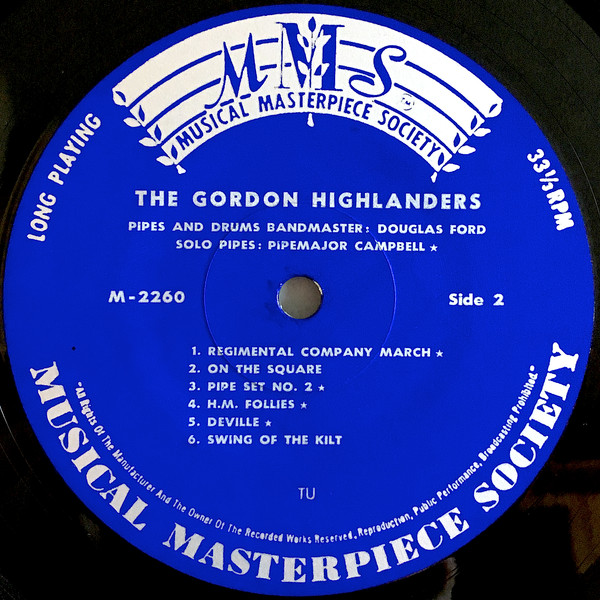 MMS
TM
MUSICAL MASTERPIECE SOCIETY
LONG PLAYING
33 1/3 RPM
THE GORDON HIGHLANDERS
PIPES AND DRUMS BANDMASTER: DOUGLAS FORD
SOLO PIPES: PIPEMAJOR CAMPBELL ★
M-2260
Side 2
1. REGIMENTAL COMPANY MARCH ★
2. ON THE SQUARE
3. PIPE SET NO. 2 ★
4. H.M. FOLLIES ★
5. DEVILLE ★
6. SWING OF THE KILT
TU
"All Rights Of The Manufacturer And The Owner Of The Recorded Works Reserved. Reproduction, Public Performance, Broadcasting Prohibited."
MUSICAL MASTERPIECE SOCIETY